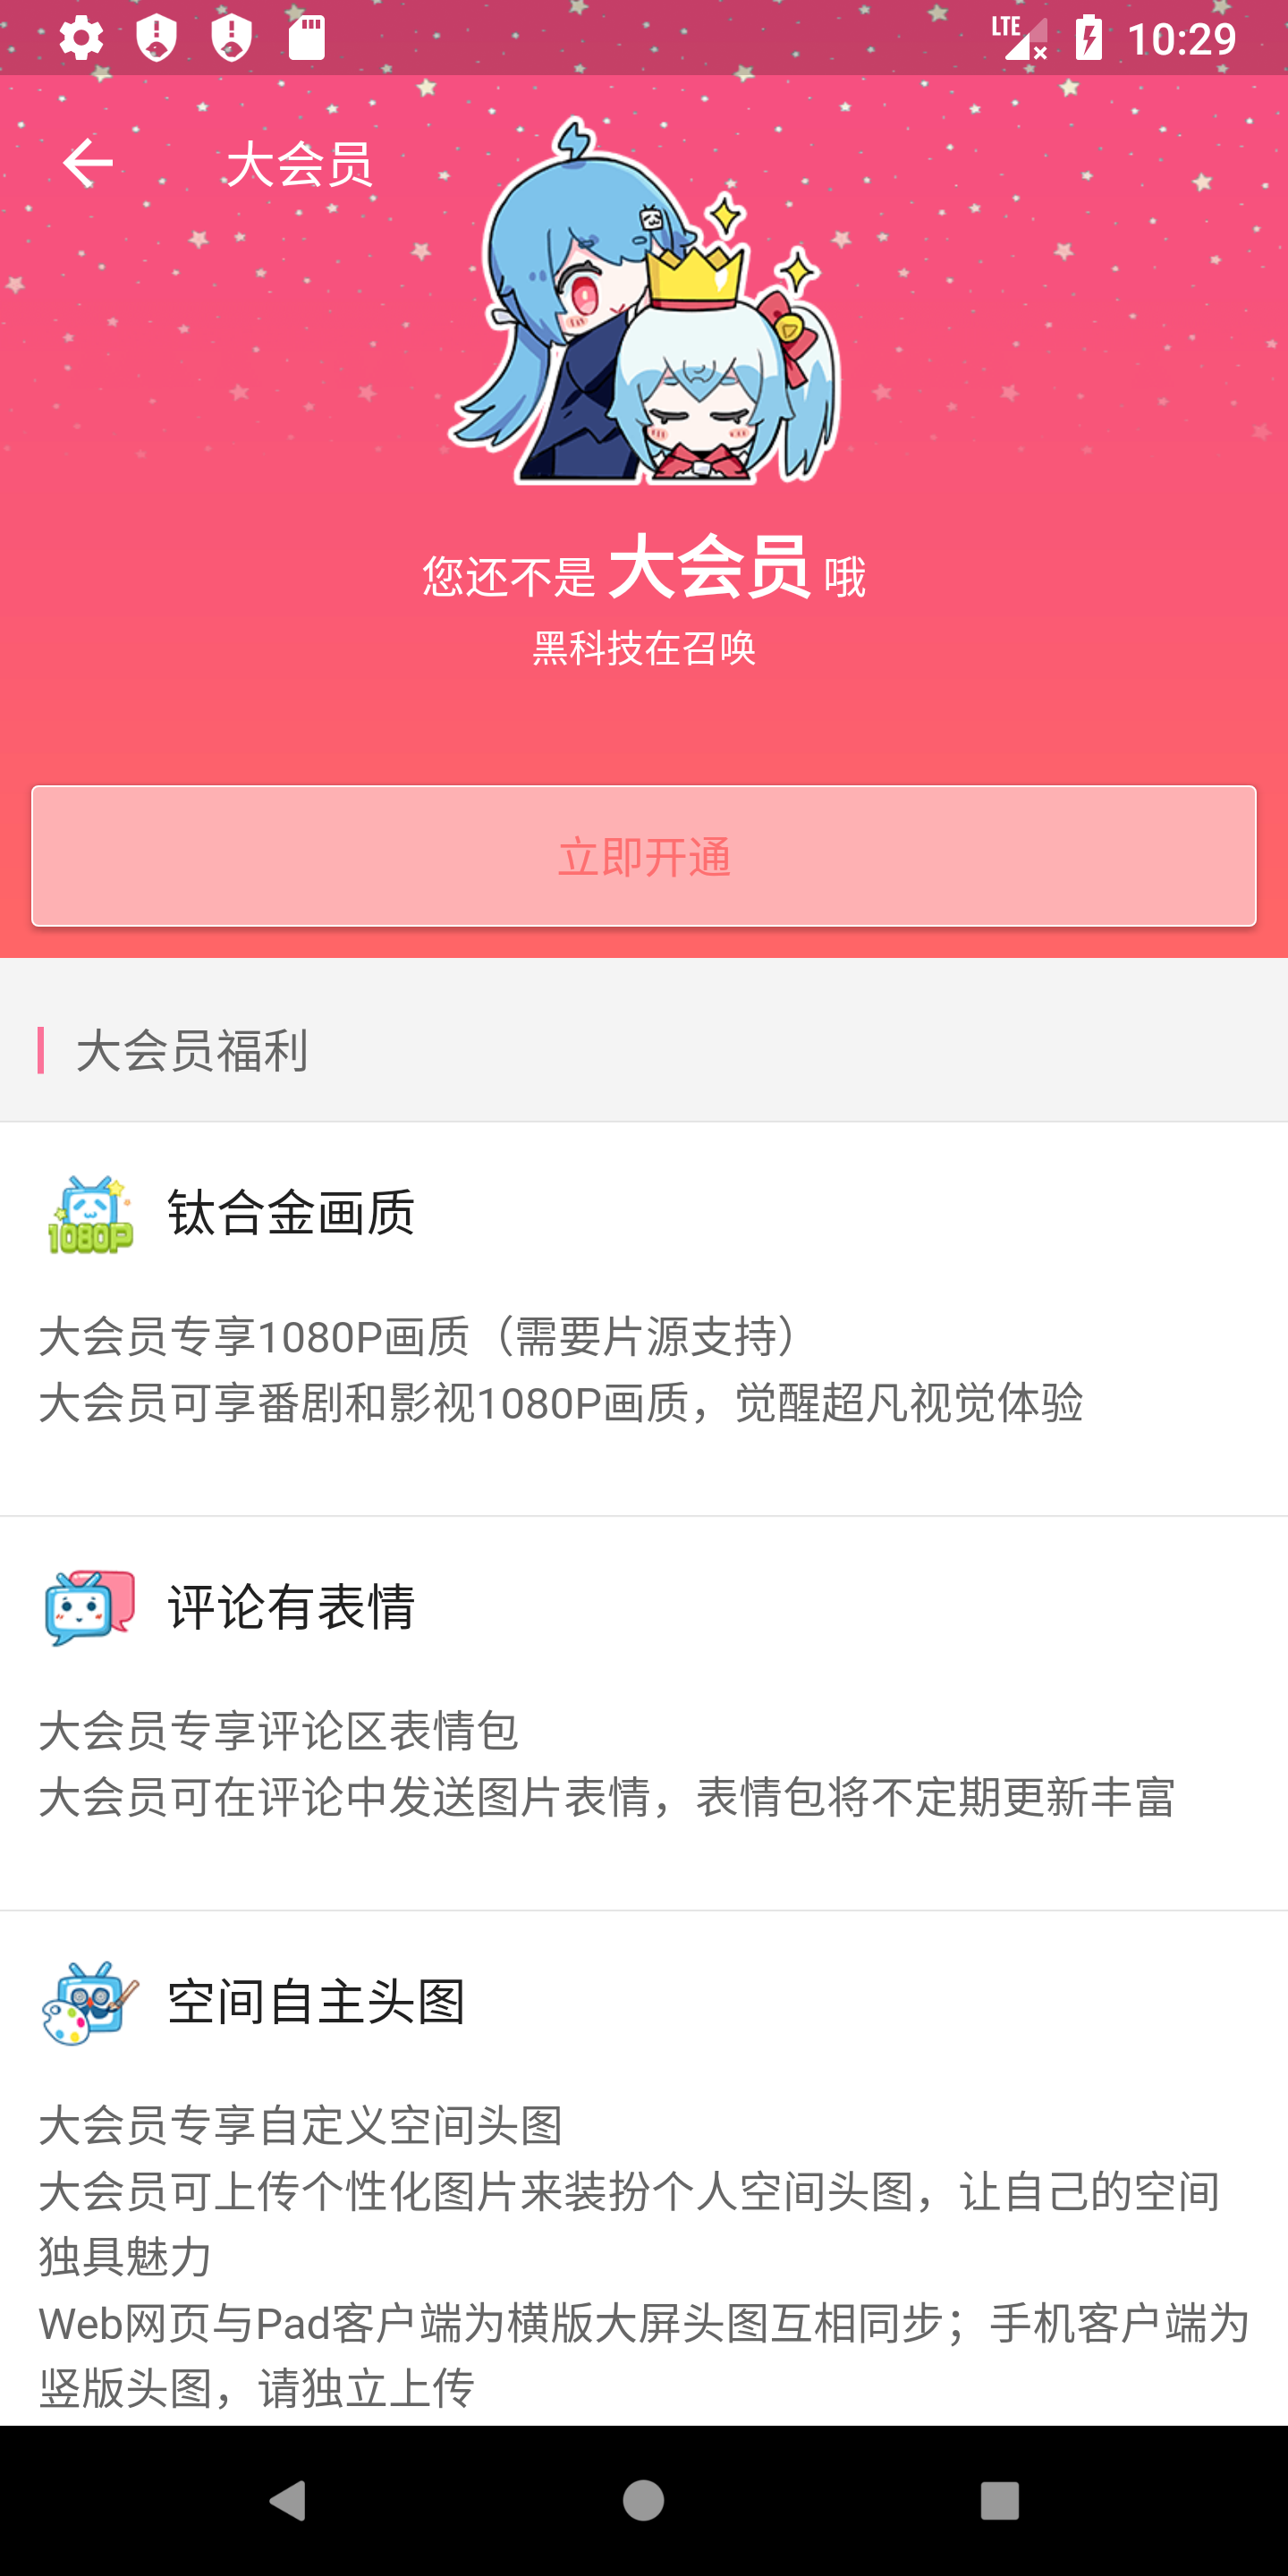 LTE 10:29
大会员
您还不是 大会员 哦
黑科技在召唤
立即开通
大会员福利
1080P 钛合金画质
大会员专享1080P画质（需要片源支持）
大会员可享番剧和影视1080P画质，觉醒超凡视觉体验
评论有表情
大会员专享评论区表情包
大会员可在评论中发送图片表情，表情包将不定期更新丰富
空间自主头图
大会员专享自定义空间头图
大会员可上传个性化图片来装扮个人空间头图，让自己的空间
独具魅力
Web网页与Pad客户端为横版大屏头图互相同步；手机客户端为
竖版头图，请独立上传